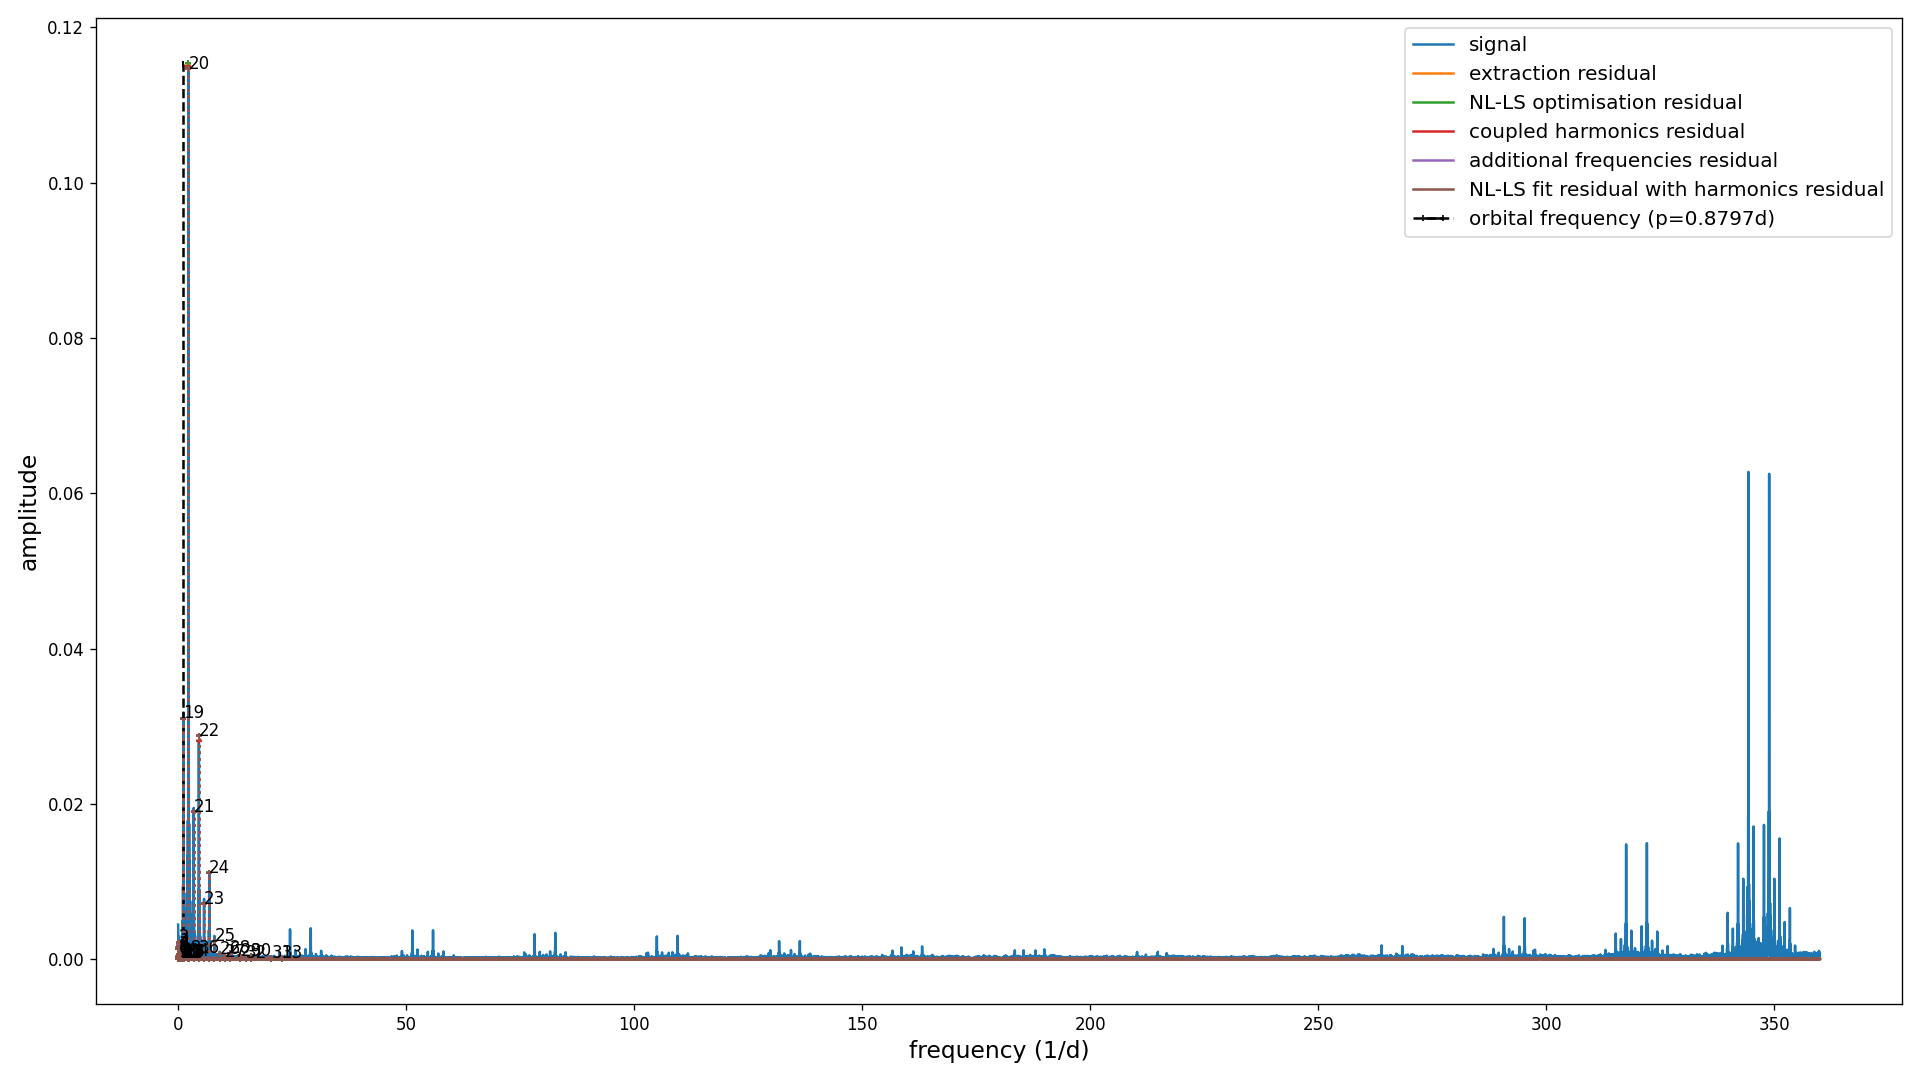 0.12
0.10
0.08
0.06
0.04
0.02
0.00
amplitude
0
50
100
150
200
250
300
350
frequency (1/d)
signal
extraction residual
NL-LS optimisation residual
coupled harmonics residual
additional frequencies residual
NL-LS fit residual with harmonics residual
orbital frequency (p=0.8797d)
20
19
22
21
24
23
25